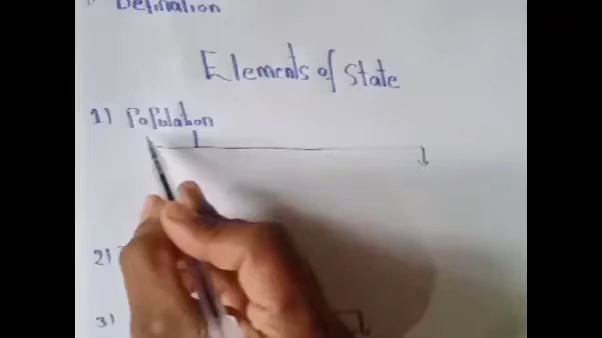 Defination
Elements of State
1) Population
2)
3)